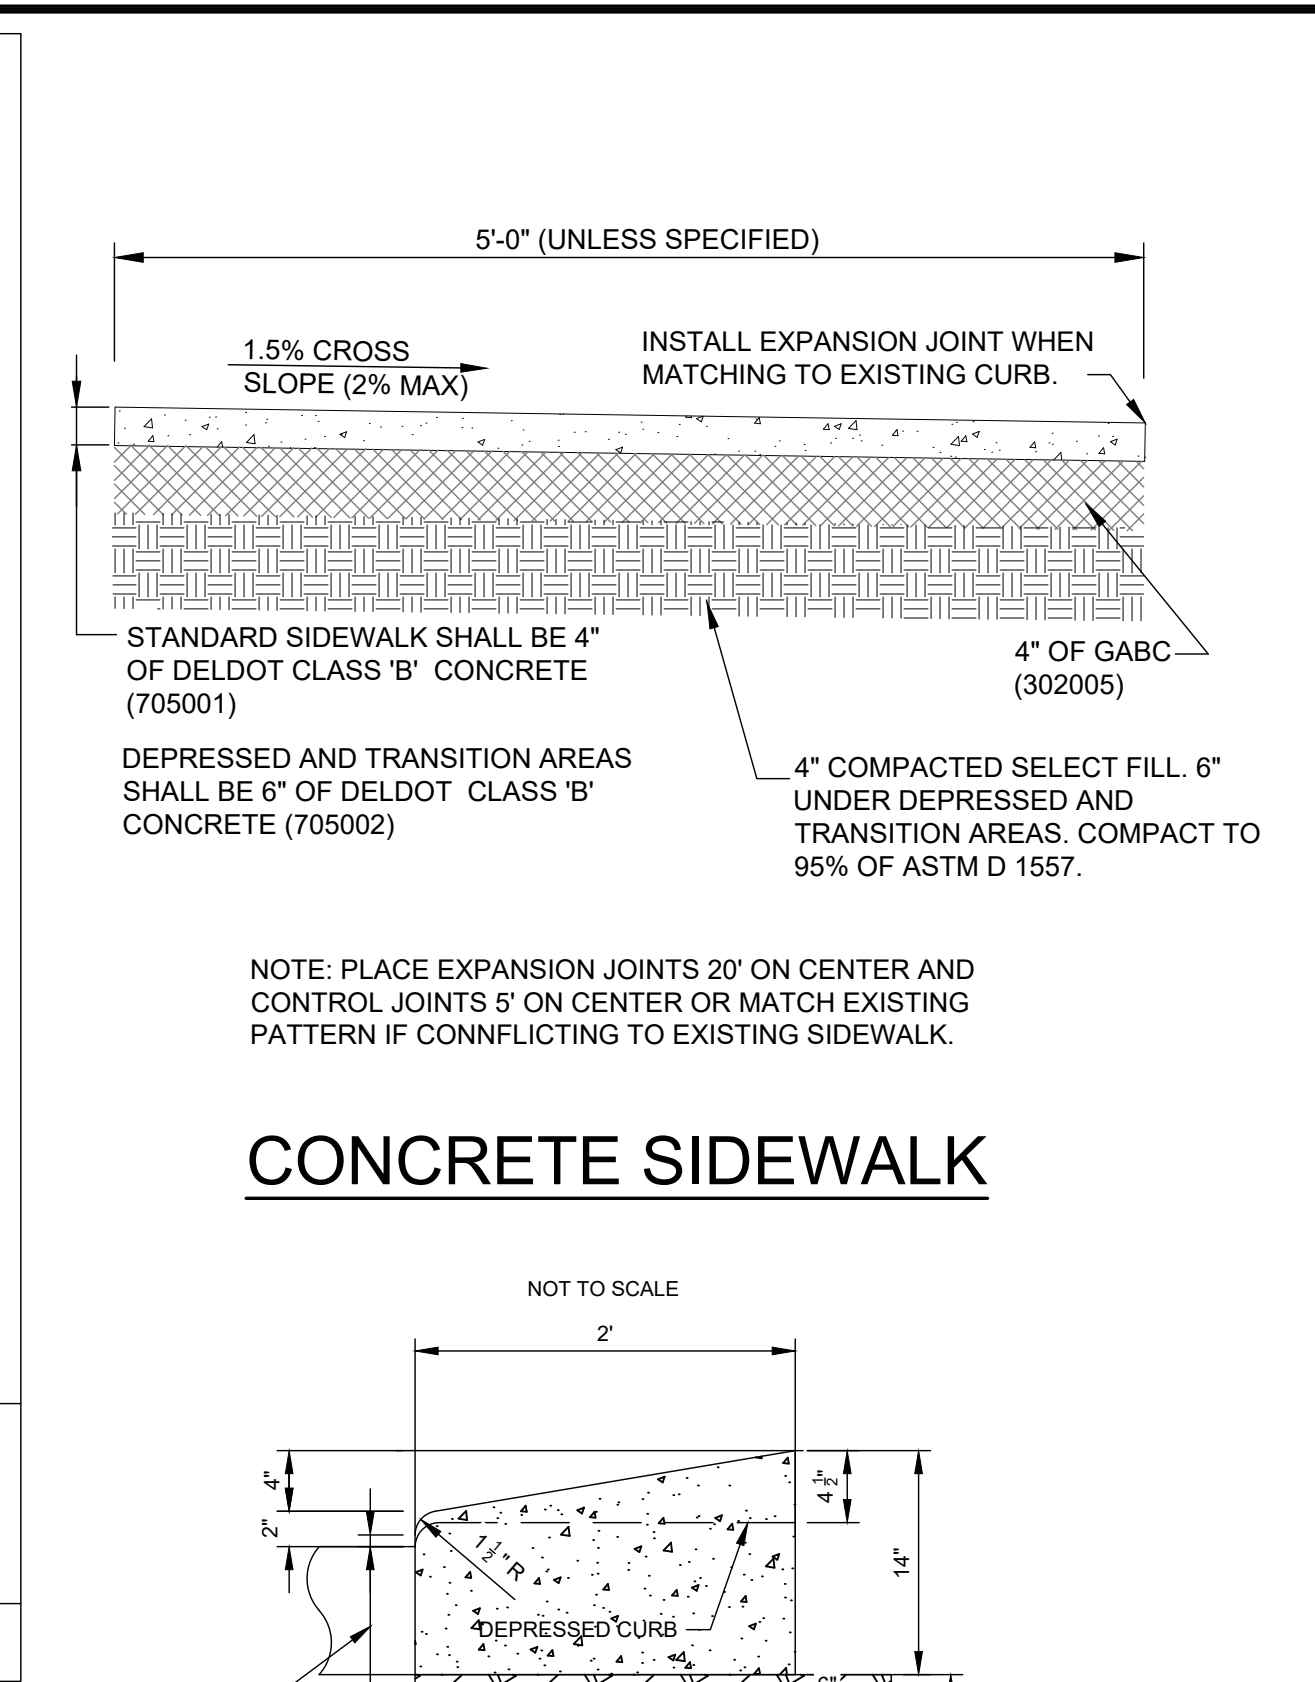 5'-0" (UNLESS SPECIFIED)
1.5% CROSS
SLOPE (2% MAX)
INSTALL EXPANSION JOINT WHEN
MATCHING TO EXISTING CURB.
STANDARD SIDEWALK SHALL BE 4"
OF DELDOT CLASS 'B' CONCRETE
(705001)
4" OF GABC
(302005)
DEPRESSED AND TRANSITION AREAS
SHALL BE 6" OF DELDOT CLASS 'B'
CONCRETE (705002)
4" COMPACTED SELECT FILL. 6"
UNDER DEPRESSED AND
TRANSITION AREAS. COMPACT TO
95% OF ASTM D 1557.
NOTE: PLACE EXPANSION JOINTS 20' ON CENTER AND
CONTROL JOINTS 5' ON CENTER OR MATCH EXISTING
PATTERN IF CONNFLICTING TO EXISTING SIDEWALK.
CONCRETE SIDEWALK
NOT TO SCALE
2'
4"
2"
4 1/2"
14"
1 1/2" R
DEPRESSED CURB
6"